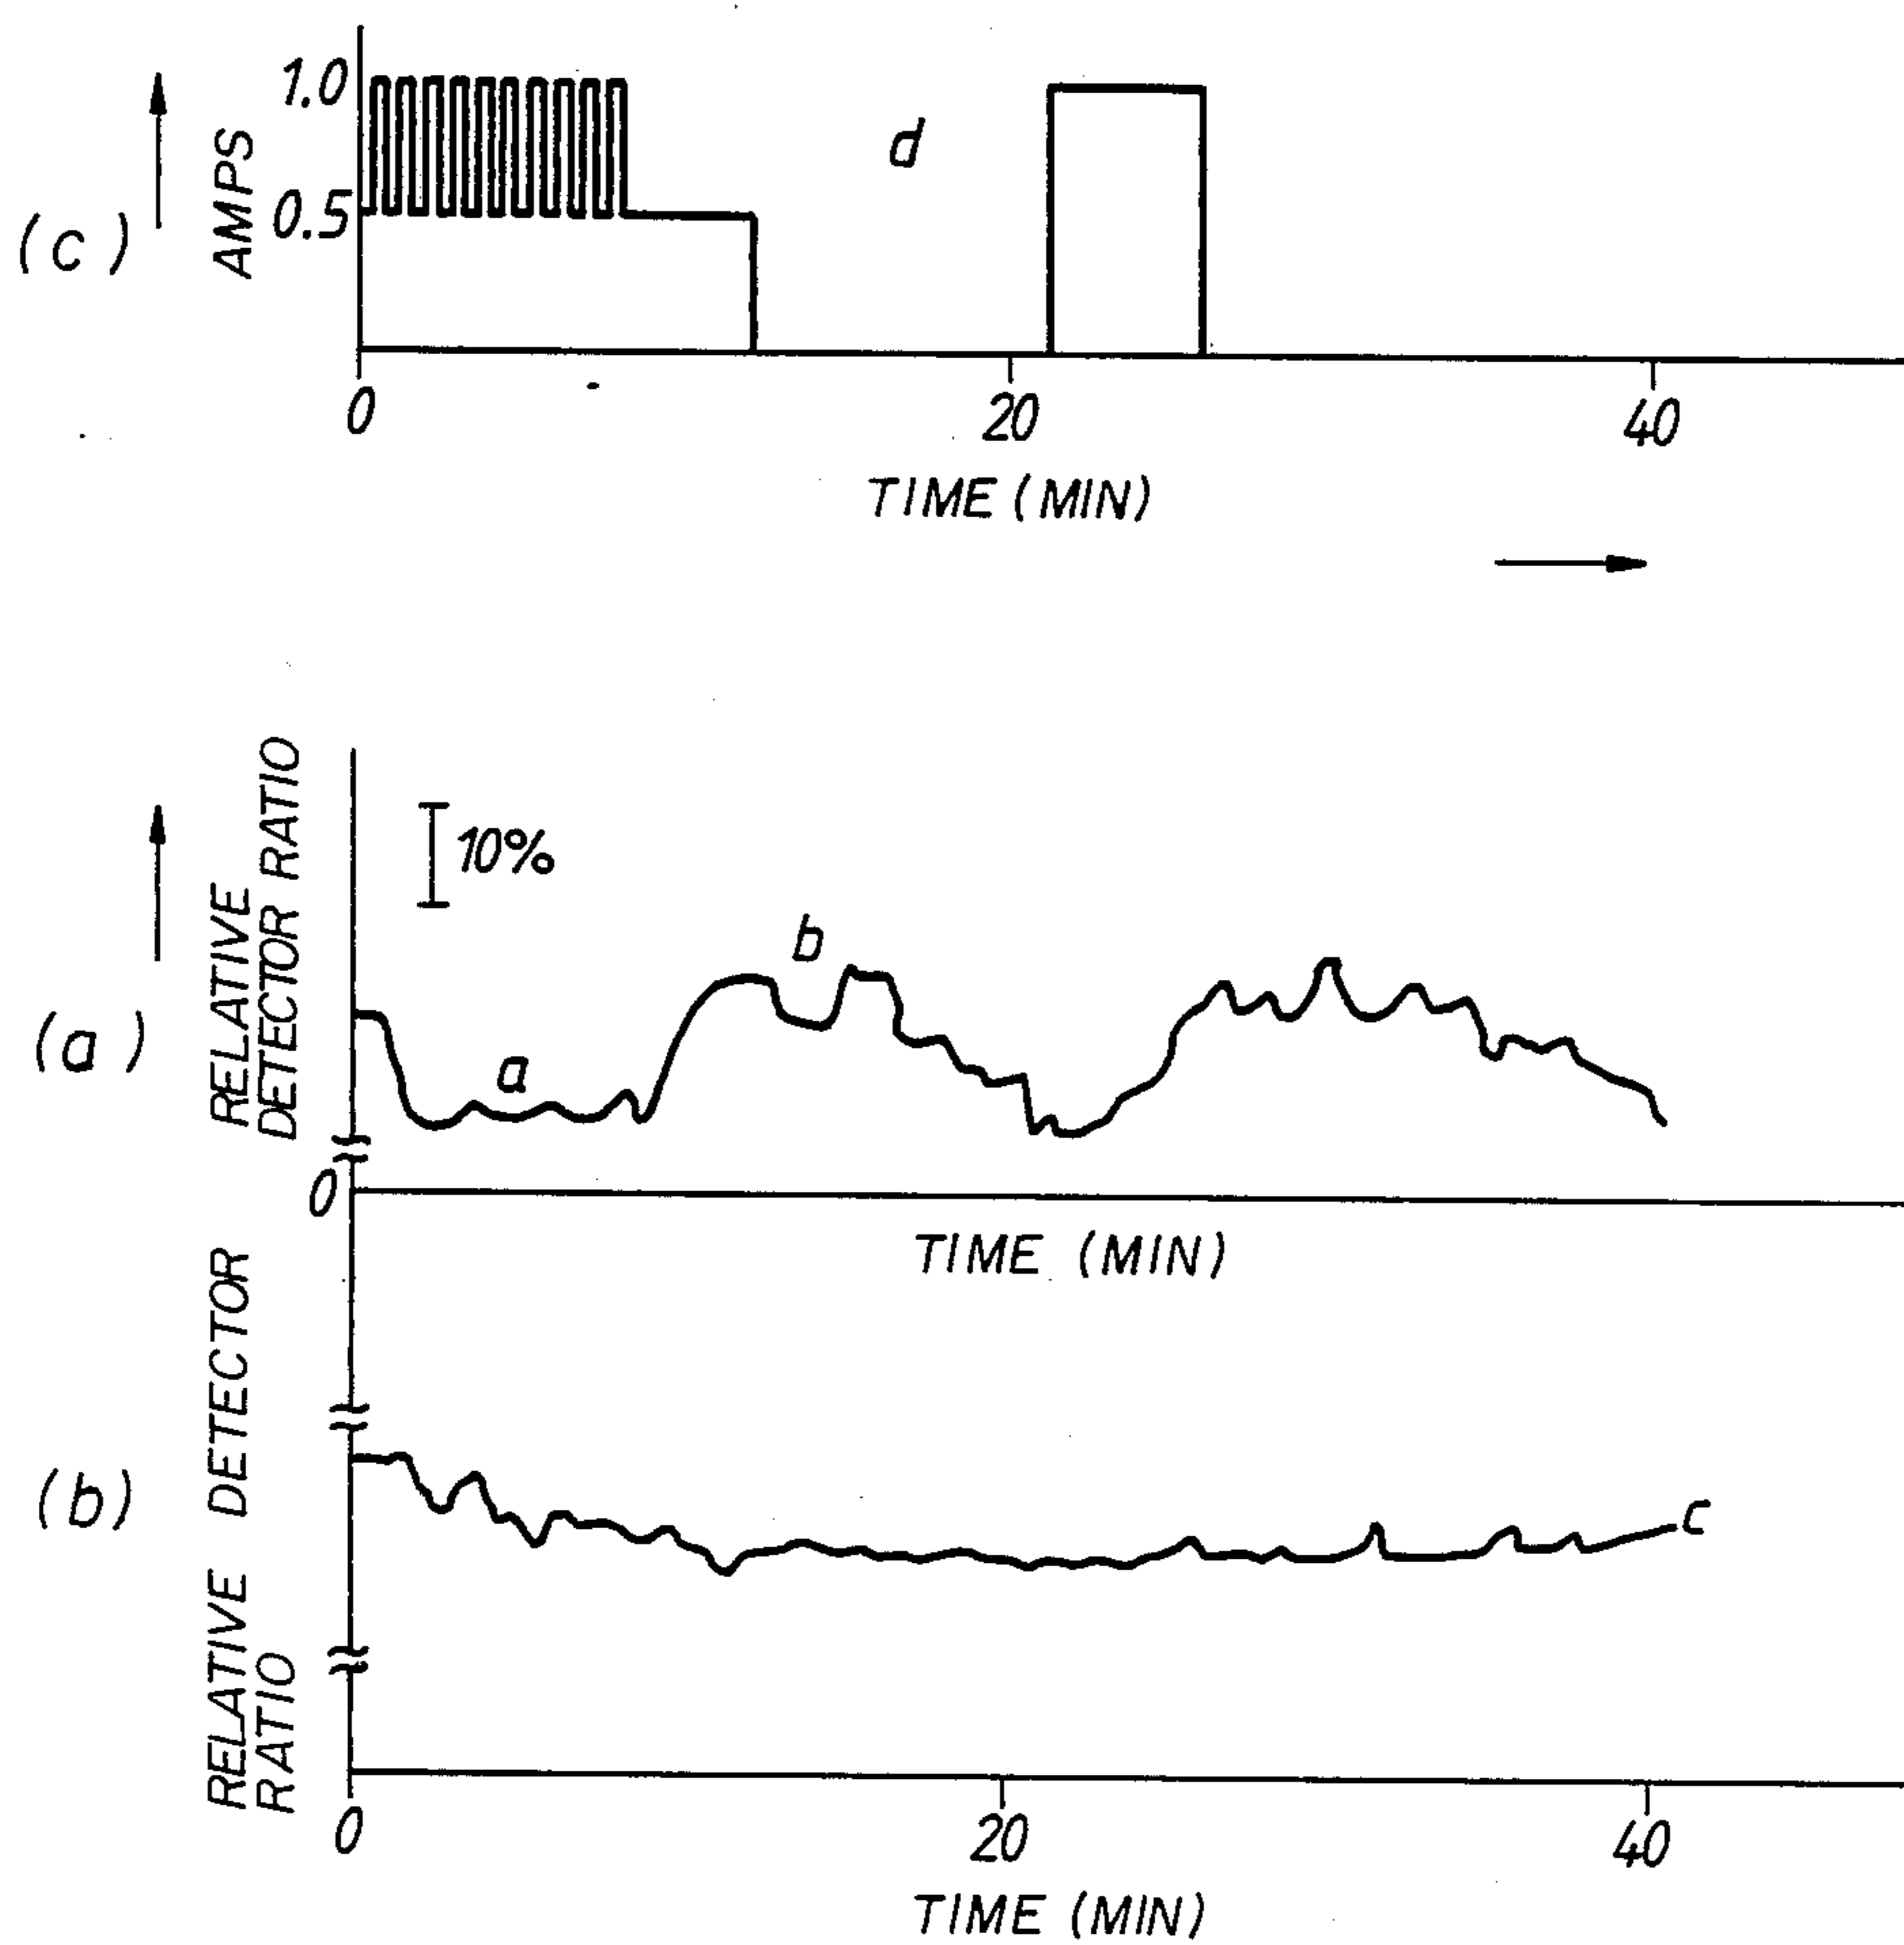 1.0
0.5
AMPS
(c)
d
0
20
40
TIME (MIN)
RELATIVE
DETECTOR RATIO
10%
(a)
a
b
0
TIME (MIN)
RELATIVE DETECTOR
RATIO
(b)
c
0
20
40
TIME (MIN)